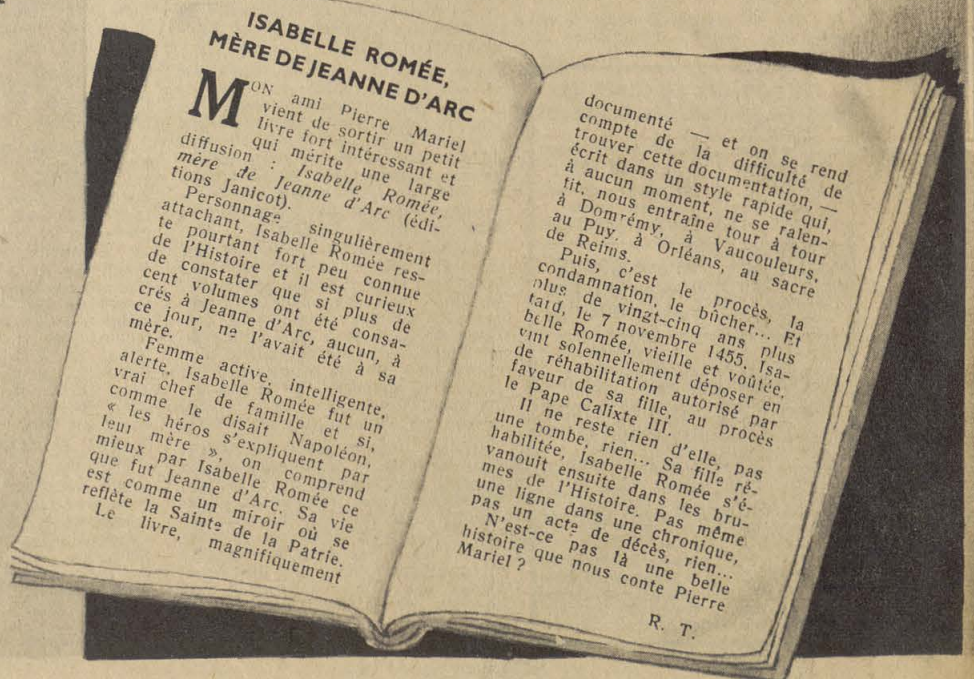 ISABELLE ROMÉE,
MÈRE DE JEANNE D'ARC
MON ami Pierre Mariel
vient de sortir un petit
livre fort intéressant et
qui mérite une large
diffusion : Isabelle Romée,
mère de Jeanne d'Arc (édi-
tions Janicot).
Personnage singulièrement
attachant, Isabelle Romée res-
te pourtant fort peu connue
de l'Histoire et il est curieux
de constater que si plus de
cent volumes ont été consa-
crés à Jeanne d'Arc, aucun, à
ce jour, ne l'avait été à sa
mère.
Femme active, intelligente,
alerte, Isabelle Romée fut un
vrai chef de famille et si,
comme le disait Napoléon,
« les héros s'expliquent par
leur mère », on comprend
mieux par Isabelle Romée ce
que fut Jeanne d'Arc. Sa vie
est comme un miroir où se
reflète la Sainte de la Patrie.
Le livre, magnifiquement
documenté — et on se rend
compte de la difficulté de
trouver cette documentation, —
écrit dans un style rapide qui,
à aucun moment, ne se ralen-
tit, nous entraîne tour à tour
à Domrémy, à Vaucouleurs,
au Puy, à Orléans, au sacre
de Reims.
Puis, c'est le procès, la
condamnation, le bûcher... Et
plus de vingt-cinq ans plus
tard, le 7 novembre 1455, Isa-
belle Romée, vieille et voûtée,
vint solennellement déposer en
faveur de sa fille, au procès
de réhabilitation autorisé par
le Pape Calixte III.
Il ne reste rien d'elle, pas
une tombe, rien... Sa fille ré-
habilitée, Isabelle Romée s'é-
vanouit ensuite dans les bru-
mes de l'Histoire. Pas même
une ligne dans une chronique,
pas un acte de décès, rien...
N'est-ce pas là une belle
histoire que nous conte Pierre
Mariel ?
R. T.